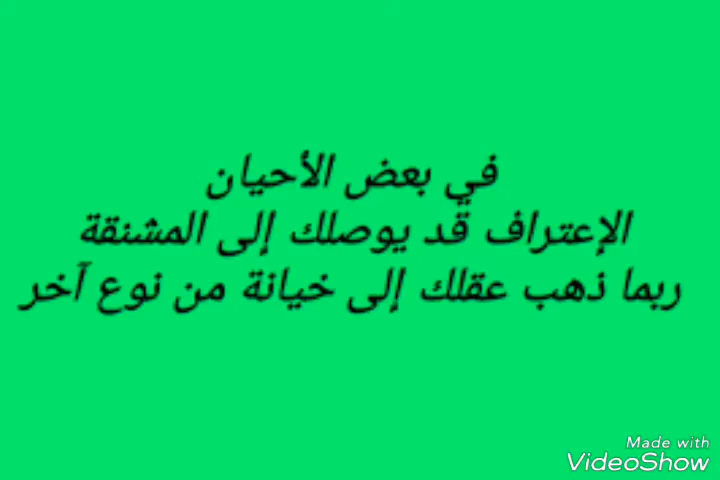 في بعض الأحيان
الإعتراف قد يوصلك إلى المشنقة
ربما ذهب عقلك إلى خيانة من نوع آخر
Made with
VideoShow